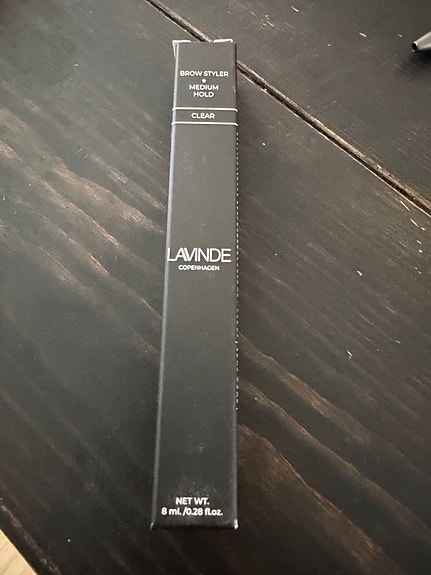 BROW STYLER
MEDIUM
HOLD
CLEAR
LAVINDE
COPENHAGEN
NET WT.
8 ml. /0.28 fl.oz.